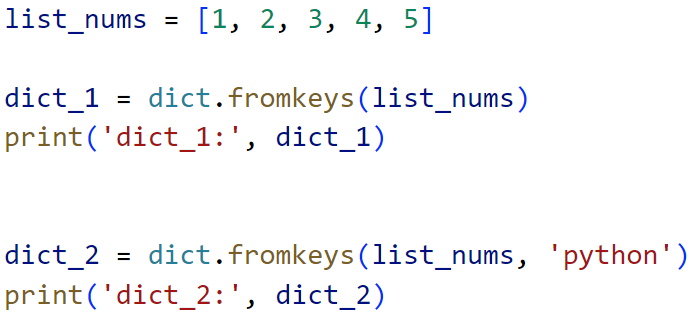 list_nums = [1, 2, 3, 4, 5]
dict_1 = dict.fromkeys(list_nums)
print('dict_1:', dict_1)
dict_2 = dict.fromkeys(list_nums, 'python')
print('dict_2:', dict_2)